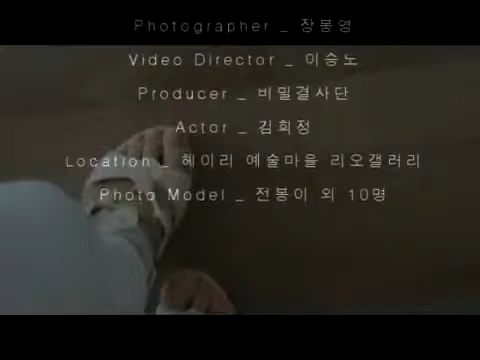 Photographer _ 장몽영
Video Director _ 이승노
Producer _ 비밀결사단
Actor _ 김희정
Location _ 헤이리 예술마을 리오갤러리
Photo Model _ 전봉이 외 10명